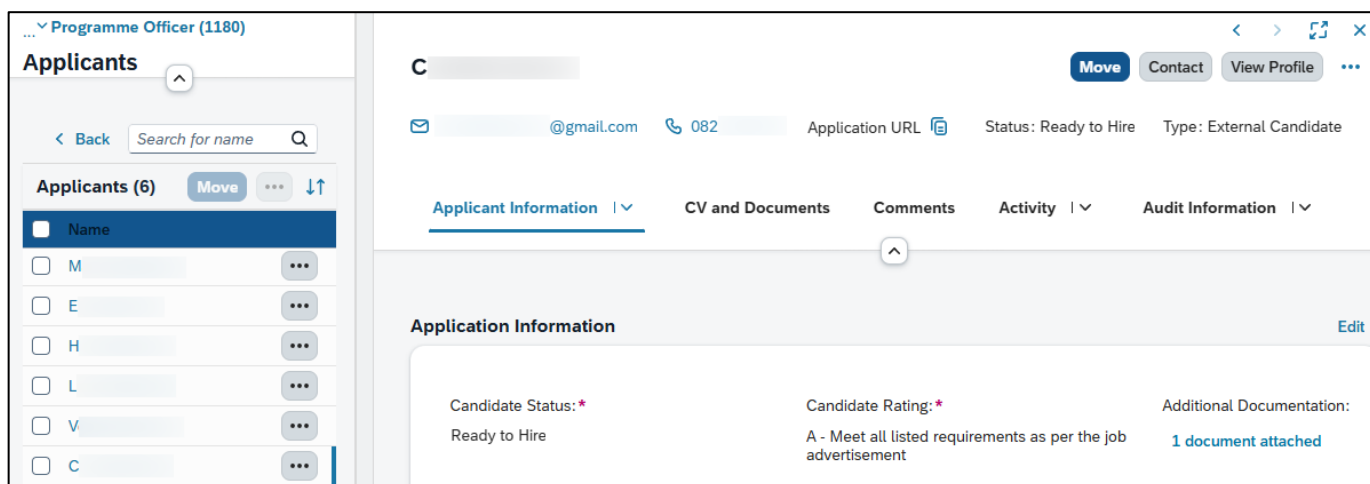 ... Programme Officer (1180)
Applicants
Back
Search for name
Applicants (6)
Move
Name
M
E
H
L
V
C
C
Move
Contact
View Profile
@gmail.com
082
Application URL
Status: Ready to Hire
Type: External Candidate
Applicant Information
CV and Documents
Comments
Activity
Audit Information
Application Information
Edit
Candidate Status:*
Ready to Hire
Candidate Rating:*
A - Meet all listed requirements as per the job
advertisement
Additional Documentation:
1 document attached